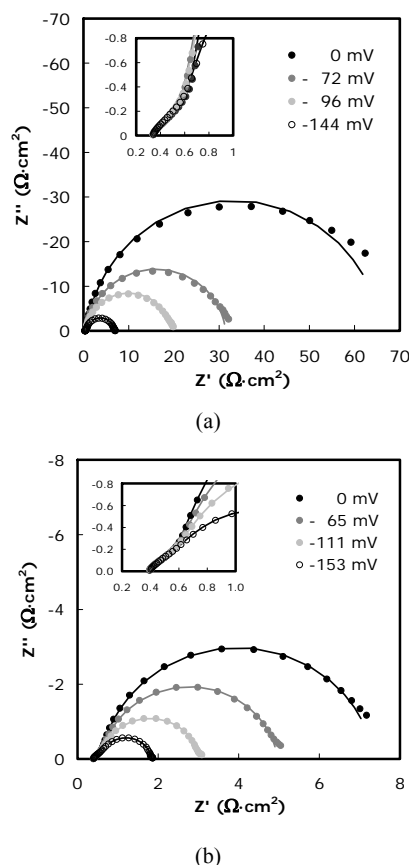 -70
-60
-50
-40
-30
-20
-10
0
Z'' (Ω·cm²)
-0.8
-0.6
-0.4
-0.2
0
0.2 0.4 0.6 0.8 1
0 mV
- 72 mV
- 96 mV
-144 mV
0 10 20 30 40 50 60 70
Z' (Ω·cm²)
(a)
-8
-6
-4
-2
0
Z'' (Ω·cm²)
-0.8
-0.6
-0.4
-0.2
0.0
0.2 0.4 0.6 0.8 1.0
0 mV
- 65 mV
-111 mV
-153 mV
0 2 4 6 8
Z' (Ω·cm²)
(b)